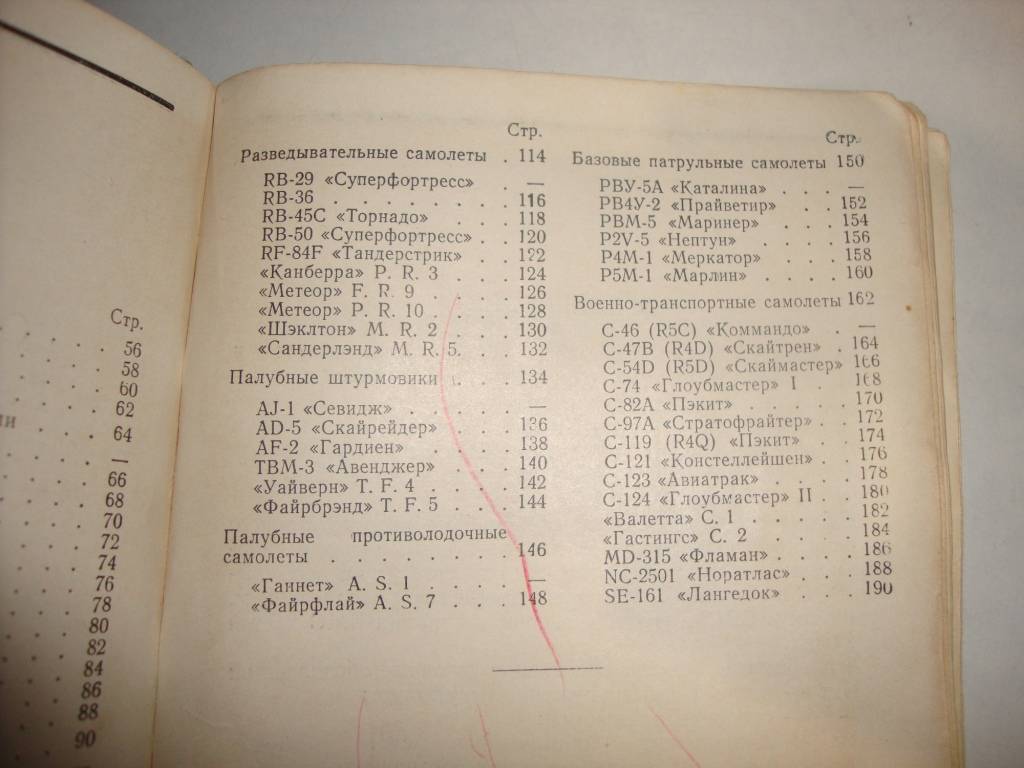 Стр.
56
58
60
62
64
—
66
68
70
72
74
76
78
80
82
84
86
88
90
Стр.
Разведывательные самолеты . 114
RB-29 «Суперфортресс» . —
RB-36 . . . . . . . . 116
RB-45C «Торнадо» . . . 118
RB-50 «Суперфортресс» . . 120
RF-84F «Тандерстрик» . . 122
«Канберра» P. R. 3 . . . 124
«Метеор» F. R. 9 . . . . 126
«Метеор» P. R. 10 . . . . 128
«Шэклтон» M. R. 2 . . . 130
«Сандерлэнд» M. R. 5. . . 132
Палубные штурмовики . . . 134
AJ-1 «Севидж» . . . . . —
AD-5 «Скайрейдер» . . . 136
AF-2 «Гардиен» . . . . 138
TBM-3 «Авенджер» . . . 140
«Уайверн» T. F. 4 . . . . 142
«Файрбрэнд» T. F. 5 . . . 144
Палубные противолодочные
самолеты . . . . . . . 146
«Ганнет» A. S. 1 . . . . —
«Файрфлай» A. S. 7 . . . 148
Стр.
Базовые патрульные самолеты 150
РВУ-5А «Каталина» . . . —
РВ4У-2 «Прайветир» . . 152
РВМ-5 «Маринер» . . . 154
P2V-5 «Нептун» . . . . 156
P4M-1 «Меркатор» . . . 158
P5M-1 «Марлин» . . . . 160
Военно-транспортные самолеты 162
C-46 (R5C) «Коммандо» . —
C-47B (R4D) «Скайтрен» . 164
C-54D (R5D) «Скаймастер» 166
C-74 «Глоубмастер» I . . 168
C-82A «Пэкит» . . . . . 170
C-97A «Стратофрайтер» . 172
C-119 (R4Q) «Пэкит» . . 174
C-121 «Констеллейшен» . . 176
C-123 «Авиатрак» . . . . 178
C-124 «Глоубмастер» II . . 180
«Валетта» C. 1 . . . . . 182
«Гастингс» C. 2 . . . . 184
MD-315 «Фламан» . . . . 186
NC-2501 «Норатлас» . . . 188
SE-161 «Лангедок» . . . 190